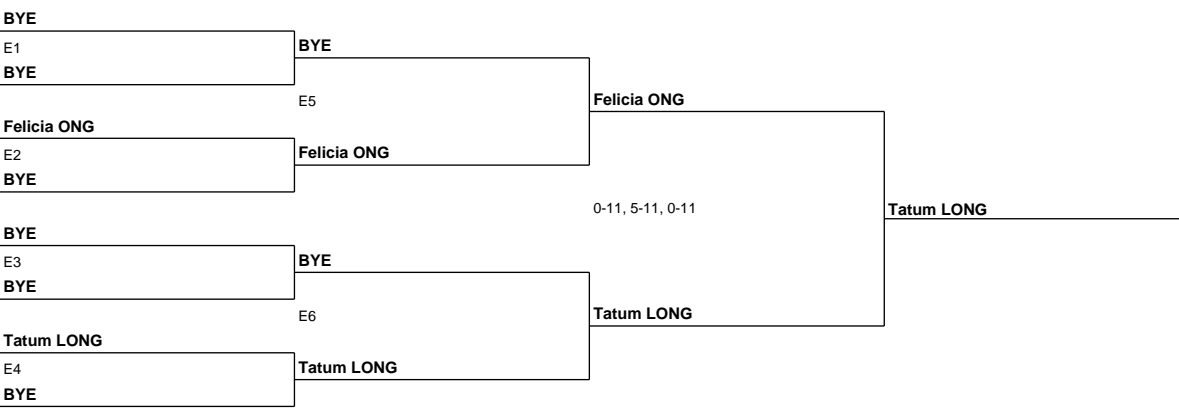 BYE
E1
BYE
BYE
E5
Felicia ONG
Felicia ONG
E2
Felicia ONG
BYE
0-11, 5-11, 0-11
Tatum LONG
BYE
E3
BYE
BYE
E6
Tatum LONG
Tatum LONG
E4
Tatum LONG
BYE